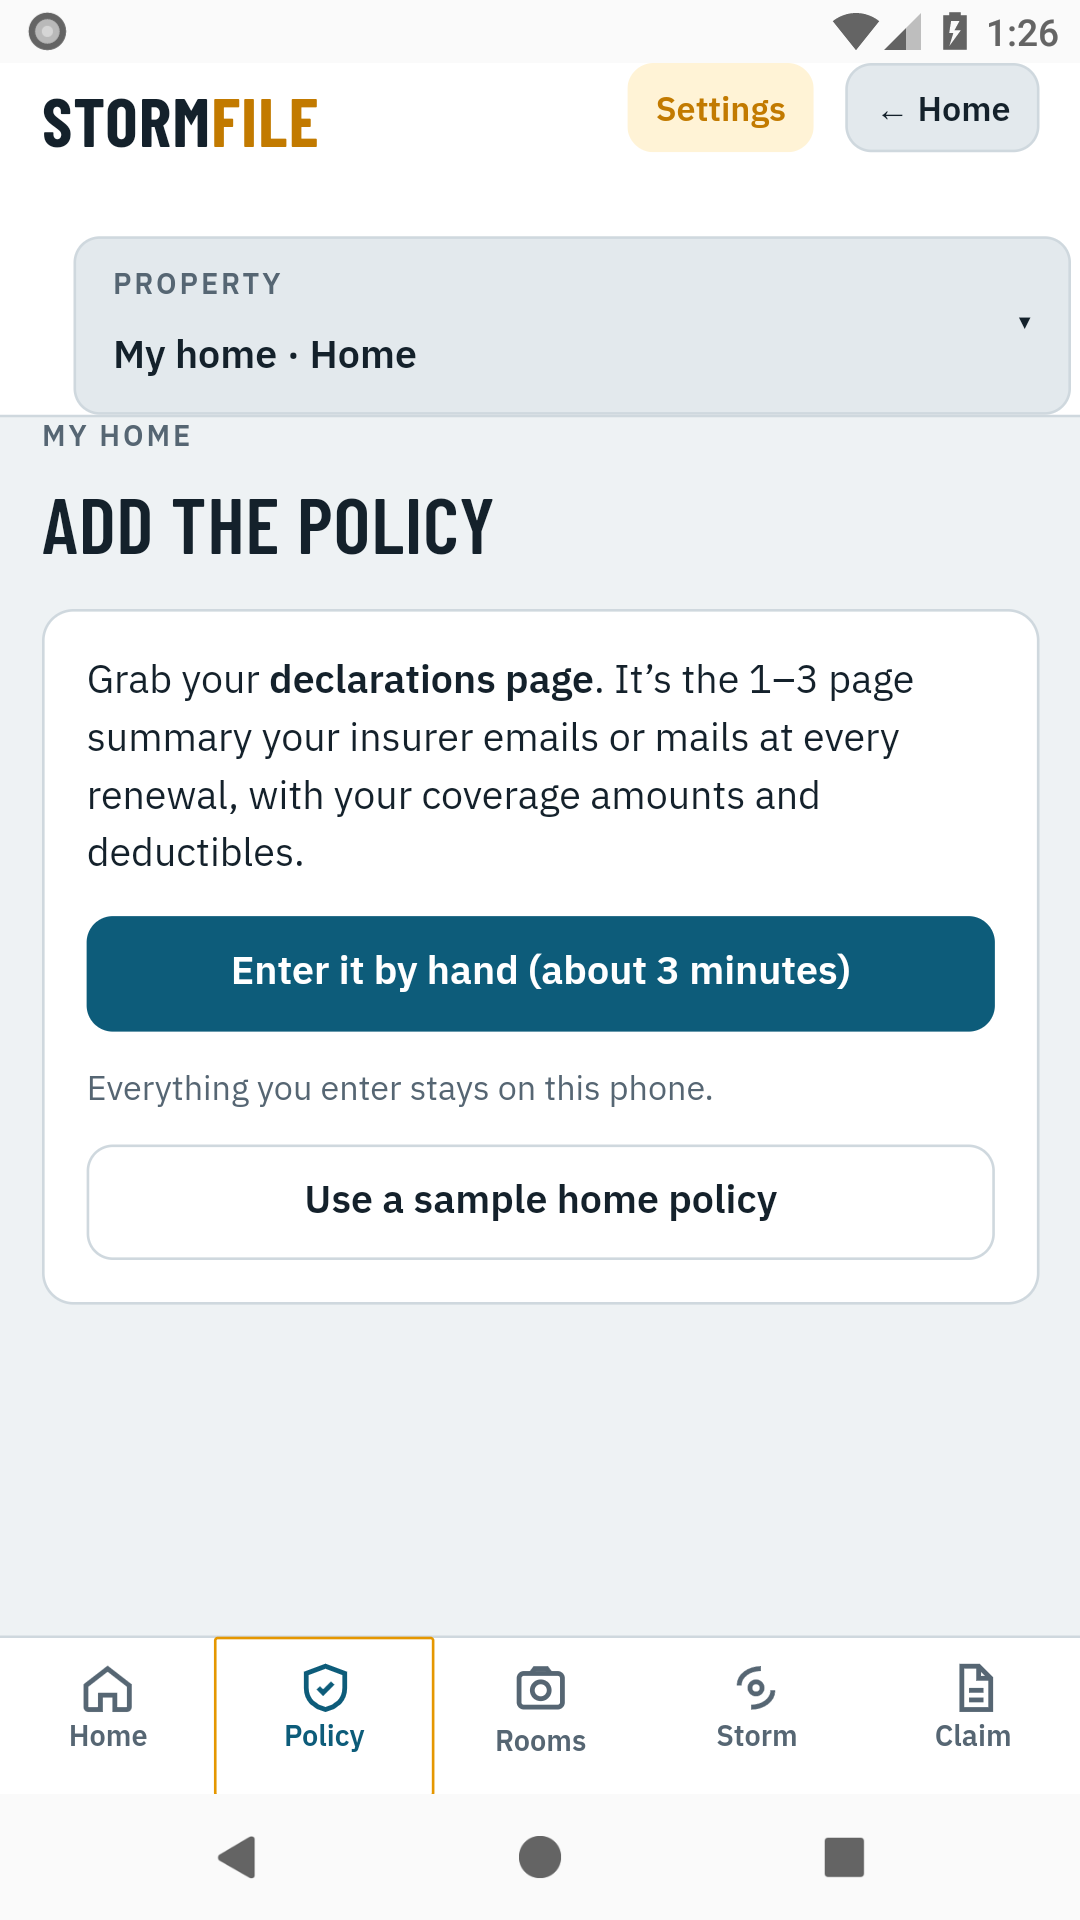 1:26
STORMFILE
Settings
← Home
PROPERTY
My home · Home
▼
MY HOME
ADD THE POLICY
Grab your declarations page. It’s the 1–3 page
summary your insurer emails or mails at every
renewal, with your coverage amounts and
deductibles.
Enter it by hand (about 3 minutes)
Everything you enter stays on this phone.
Use a sample home policy
Home
Policy
Rooms
Storm
Claim